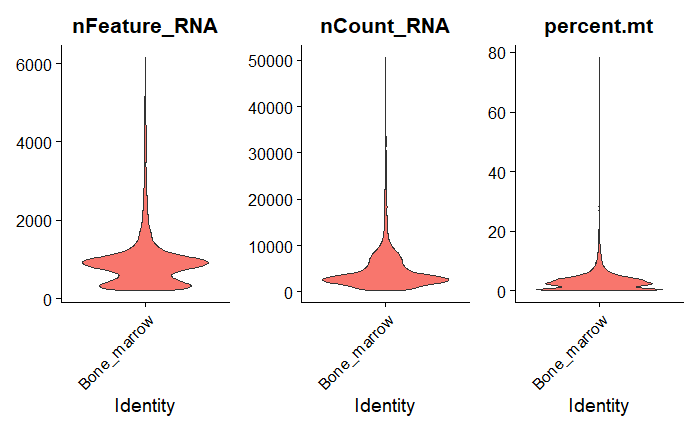 nFeature_RNA
6000
4000
2000
0
Bone_marrow
Identity
nCount_RNA
50000
40000
30000
20000
10000
0
Bone_marrow
Identity
percent.mt
80
60
40
20
0
Bone_marrow
Identity